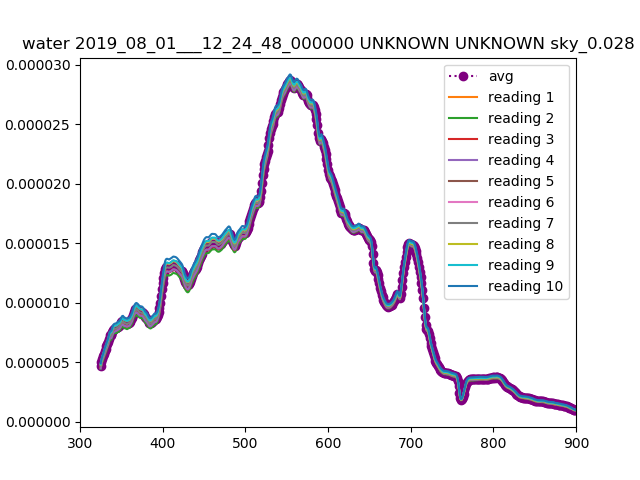 water 2019_08_01___12_24_48_000000 UNKNOWN UNKNOWN sky_0.028
0.000030
0.000025
0.000020
0.000015
0.000010
0.000005
0.000000
300 400 500 600 700 800 900
avg
reading 1
reading 2
reading 3
reading 4
reading 5
reading 6
reading 7
reading 8
reading 9
reading 10